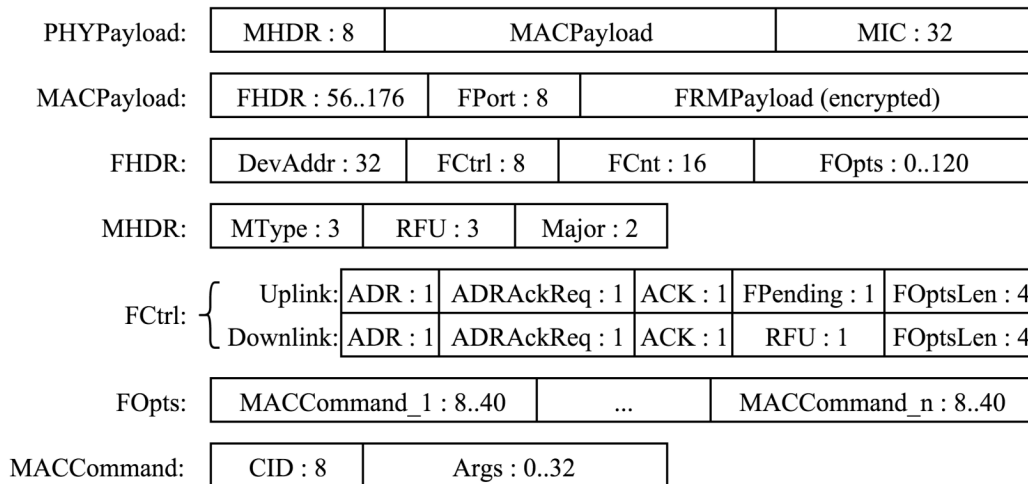 PHYPayload: MHDR : 8 MACPayload MIC : 32
MACPayload: FHDR : 56..176 FPort : 8 FRMPayload (encrypted)
FHDR: DevAddr : 32 FCtrl : 8 FCnt : 16 FOpts : 0..120
MHDR: MType : 3 RFU : 3 Major : 2
FCtrl:
Uplink: ADR : 1 ADRAckReq : 1 ACK : 1 FPending : 1 FOptsLen : 4
Downlink: ADR : 1 ADRAckReq : 1 ACK : 1 RFU : 1 FOptsLen : 4
FOpts: MACCommand_1 : 8..40 ... MACCommand_n : 8..40
MACCommand: CID : 8 Args : 0..32